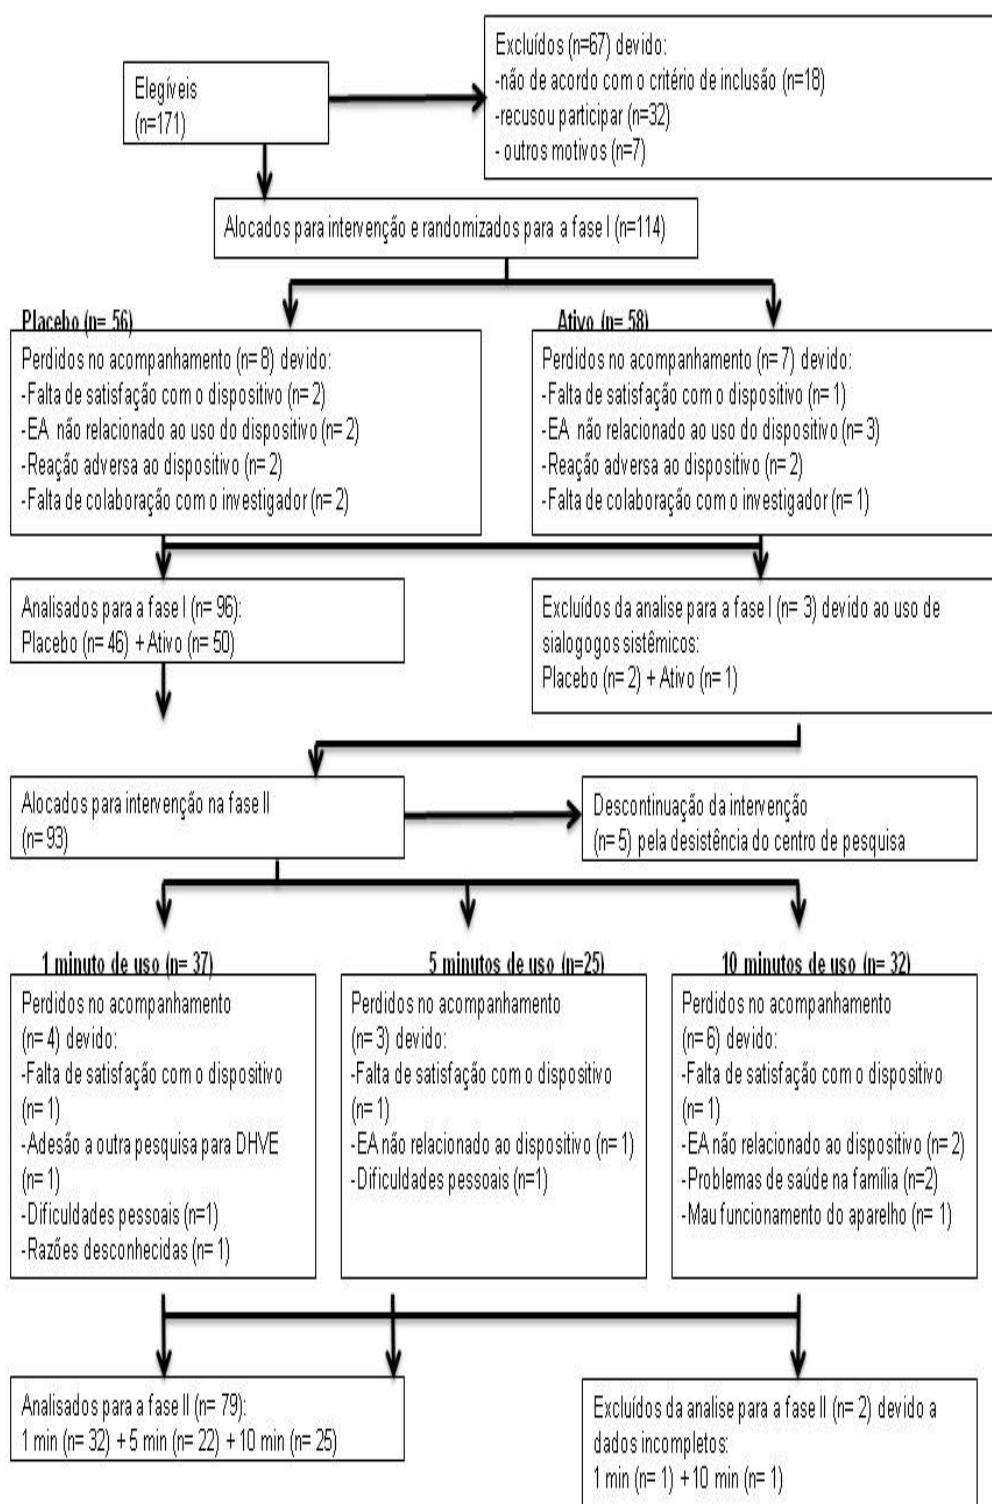 Elegíveis
(n=171)
Excluídos (n=67) devido:
-não de acordo com o critério de inclusão (n=18)
-recusou participar (n=32)
- outros motivos (n=7)
Alocados para intervenção e randomizados para a fase I (n=114)
Placebo (n= 56)
Perdidos no acompanhamento (n= 8) devido:
-Falta de satisfação com o dispositivo (n= 2)
-EA não relacionado ao uso do dispositivo (n= 2)
-Reação adversa ao dispositivo (n= 2)
-Falta de colaboração com o investigador (n= 2)
Ativo (n= 58)
Perdidos no acompanhamento (n= 7) devido:
-Falta de satisfação com o dispositivo (n= 1)
-EA não relacionado ao uso do dispositivo (n= 3)
-Reação adversa ao dispositivo (n= 2)
-Falta de colaboração com o investigador (n= 1)
Analisados para a fase I (n= 96):
Placebo (n= 46) + Ativo (n= 50)
Excluídos da analise para a fase I (n= 3) devido ao uso de
sialogogos sistêmicos:
Placebo (n= 2) + Ativo (n= 1)
Alocados para intervenção na fase II
(n= 93)
Descontinuação da intervenção
(n= 5) pela desistência do centro de pesquisa
1 minuto de uso (n= 37)
Perdidos no acompanhamento
(n= 4) devido:
-Falta de satisfação com o dispositivo
(n= 1)
-Adesão a outra pesquisa para DHVE
(n= 1)
-Dificuldades pessoais (n=1)
-Razões desconhecidas (n= 1)
5 minutos de uso (n=25)
Perdidos no acompanhamento
(n= 3) devido:
-Falta de satisfação com o dispositivo
(n= 1)
-EA não relacionado ao dispositivo (n= 1)
-Dificuldades pessoais (n=1)
10 minutos de uso (n= 32)
Perdidos no acompanhamento
(n= 6) devido:
-Falta de satisfação com o dispositivo
(n= 1)
-EA não relacionado ao dispositivo (n= 2)
-Problemas de saúde na família (n=2)
-Mau funcionamento do aparelho (n= 1)
Analisados para a fase II (n= 79):
1 min (n= 32) + 5 min (n= 22) + 10 min (n= 25)
Excluídos da analise para a fase II (n= 2) devido a
dados incompletos:
1 min (n= 1) + 10 min (n= 1)